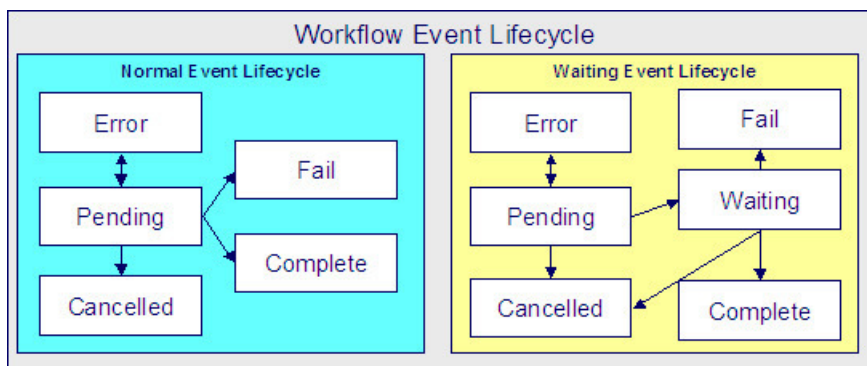 Workflow Event Lifecycle
Normal Event Lifecycle
Error
Fail
Pending
Complete
Cancelled
Waiting Event Lifecycle
Error
Fail
Pending
Waiting
Cancelled
Complete